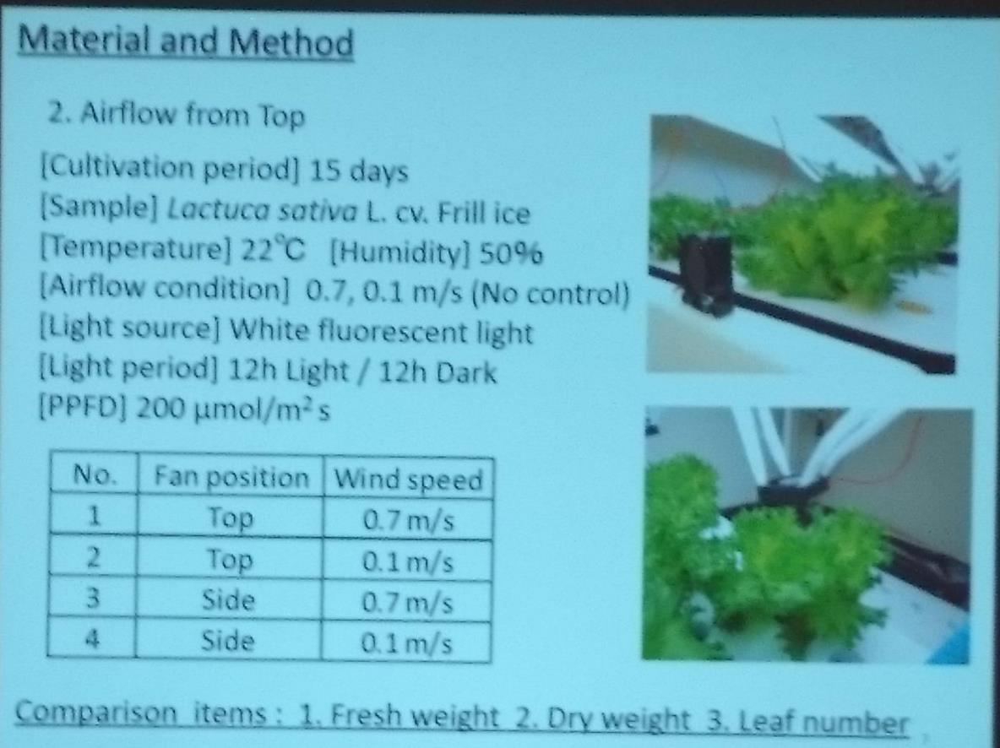 Material and Method
2. Airflow from Top
[Cultivation period] 15 days
[Sample] Lactuca sativa L. cv. Frill ice
[Temperature] 22℃ [Humidity] 50%
[Airflow condition] 0.7, 0.1 m/s (No control)
[Light source] White fluorescent light
[Light period] 12h Light / 12h Dark
[PPFD] 200 μmol/m² s
No. Fan position Wind speed
1 Top 0.7 m/s
2 Top 0.1 m/s
3 Side 0.7 m/s
4 Side 0.1 m/s
Comparison items : 1. Fresh weight 2. Dry weight 3. Leaf number